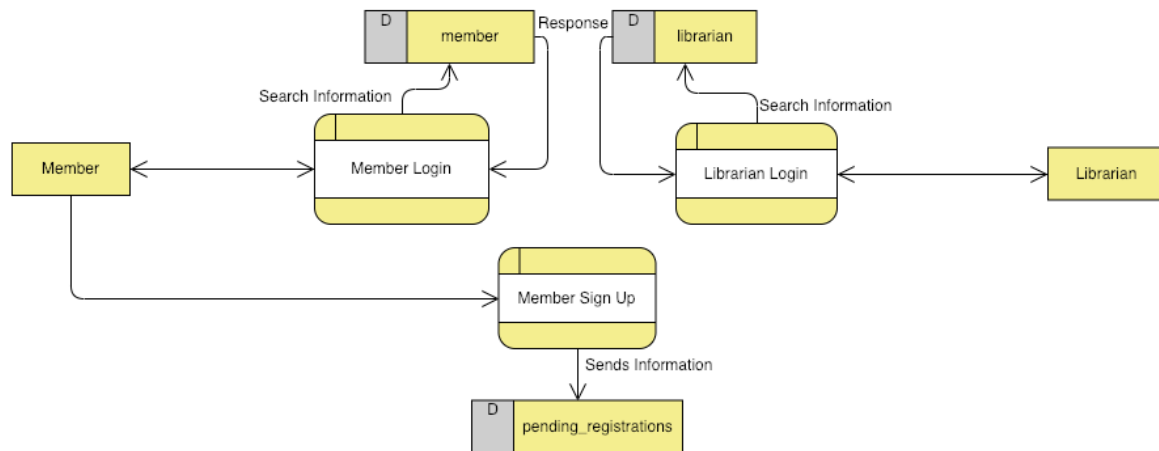 D
member
Response
D
librarian
Search Information
Search Information
Member
Member Login
Librarian Login
Librarian
Member Sign Up
Sends Information
D
pending_registrations